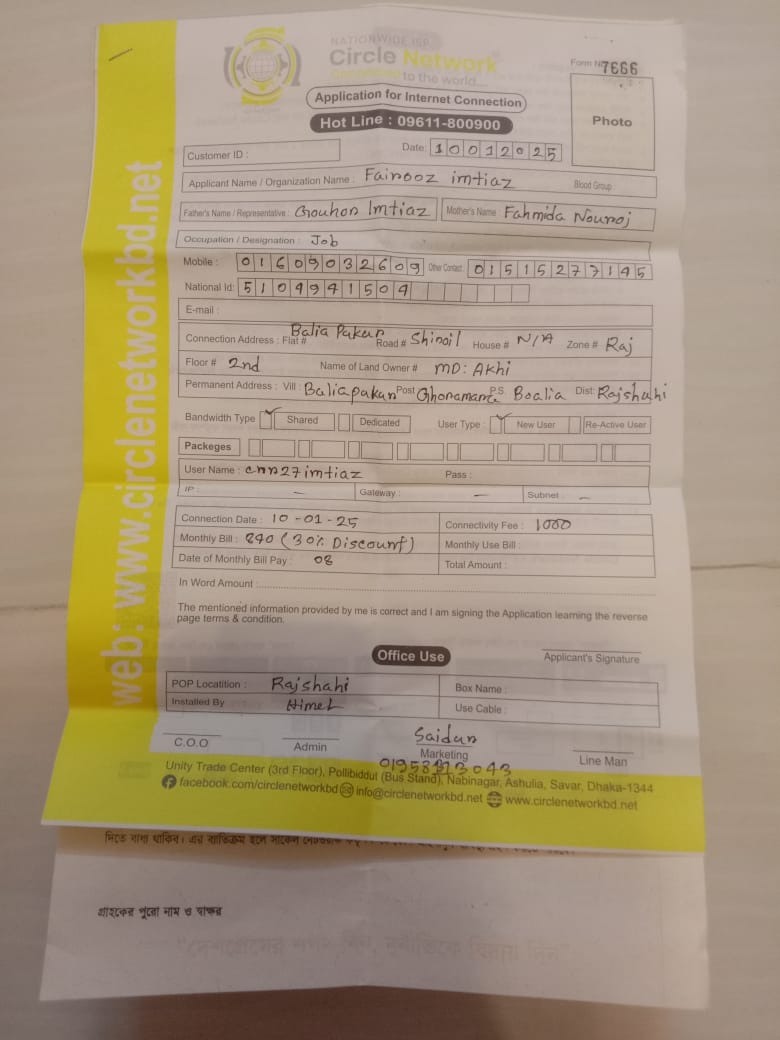 NATIONWIDE ISP
Circle Network
to the world...
Form No 7666
Application for Internet Connection
Hot Line : 09611-800900
Photo
Customer ID :
Date: 10012025
Applicant Name / Organization Name : Fairooz imtiaz Blood Group :
Father's Name / Representative : Gouhor Imtiaz Mother's Name : Fahmida Nouroj
Occupation / Designation : Job
Mobile : 01609032609 Other Contact : 01515277145
National Id: 5104941504
E-mail :
Connection Address : Flat# Balia Pukur Road # Shiroil House # N/A Zone # Raj
Floor # 2nd Name of Land Owner # MD: Akhi
Permanent Address : Vill : Baliapukur Post Ghoramara P.S Boalia Dist: Rajshahi
Bandwidth Type ✓ Shared Dedicated User Type : ✓ New User Re-Active User
Packeges
User Name : cnr27imtiaz Pass :
IP : – Gateway : – Subnet : –
Connection Date : 10-01-25 Connectivity Fee : 1000
Monthly Bill : 840 (30% Discount) Monthly Use Bill :
Date of Monthly Bill Pay : 08 Total Amount :
In Word Amount :
The mentioned information provided by me is correct and I am signing the Application learning the reverse
page terms & condition.
Office Use
Applicant's Signature
POP Locatition : Rajshahi Box Name :
Installed By Himel Use Cable :
C.O.O Admin Saidur Marketing Line Man
Unity Trade Center (3rd Floor), Pollibiddut (Bus Stand), Nabinagar, Ashulia, Savar, Dhaka-1344
facebook.com/circlenetworkbd info@circlenetworkbd.net www.circlenetworkbd.net
web: www.circlenetworkbd.net
গ্রাহকের পুরো নাম ও স্বাক্ষর